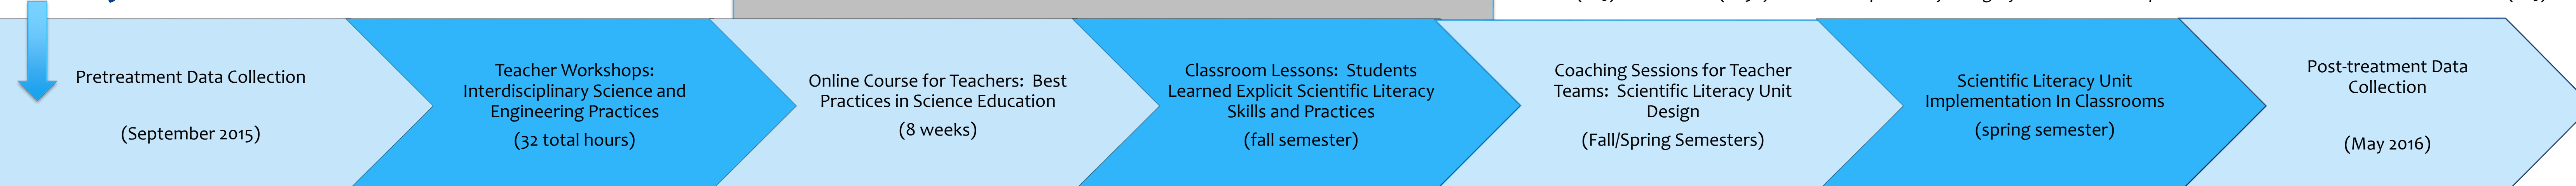 Pretreatment Data Collection
(September 2015)
Teacher Workshops:
Interdisciplinary Science and
Engineering Practices
(32 total hours)
Online Course for Teachers: Best
Practices in Science Education
(8 weeks)
Classroom Lessons: Students
Learned Explicit Scientific Literacy
Skills and Practices
(fall semester)
Coaching Sessions for Teacher
Teams: Scientific Literacy Unit
Design
(Fall/Spring Semesters)
Scientific Literacy Unit
Implementation In Classrooms
(spring semester)
Post-treatment Data
Collection
(May 2016)